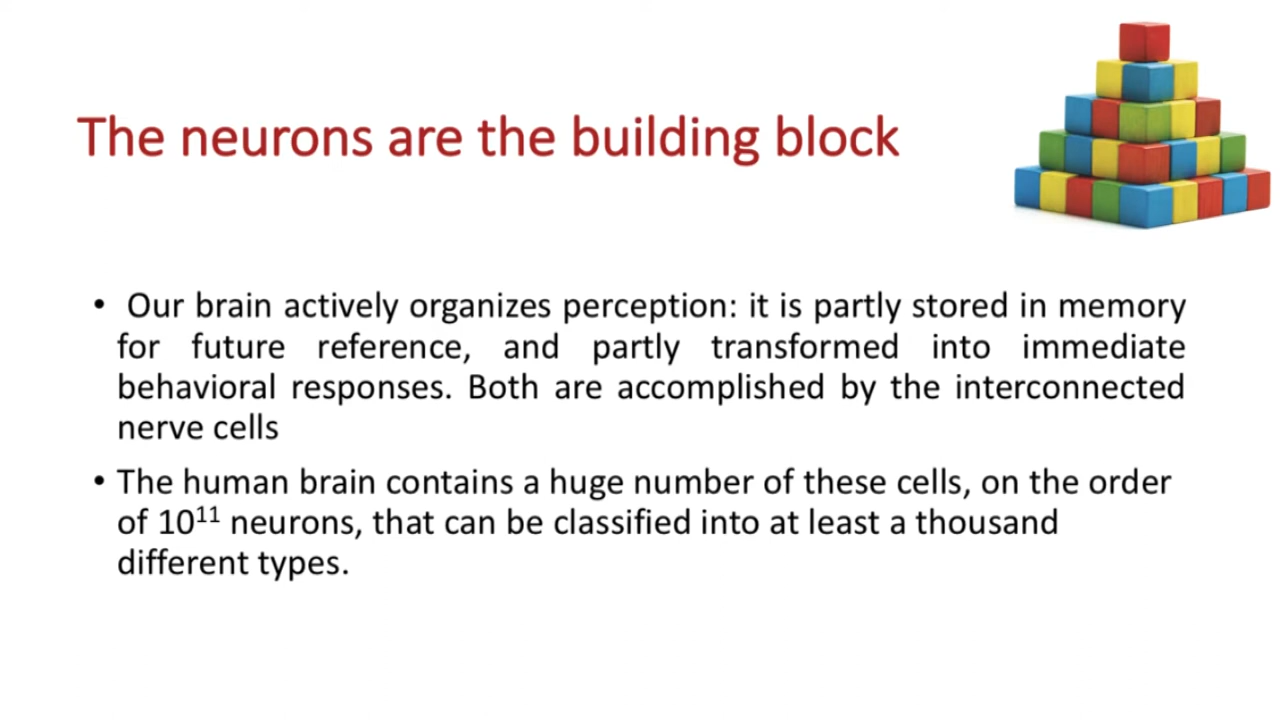 The neurons are the building block
• Our brain actively organizes perception: it is partly stored in memory
for future reference, and partly transformed into immediate
behavioral responses. Both are accomplished by the interconnected
nerve cells
• The human brain contains a huge number of these cells, on the order
of 10¹¹ neurons, that can be classified into at least a thousand
different types.